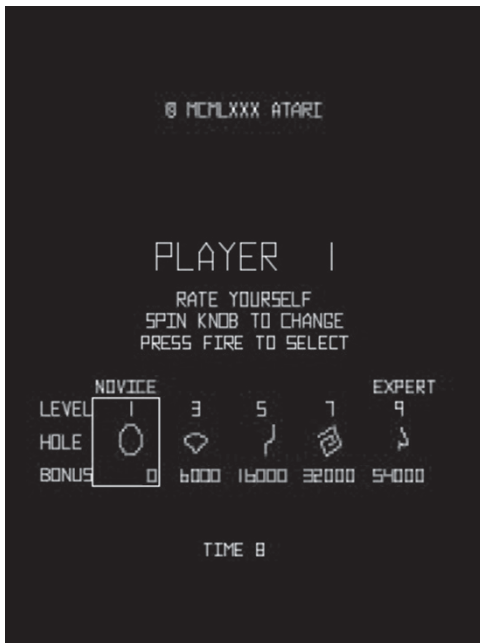 © MCMLXXX ATARI
PLAYER 1
RATE YOURSELF
SPIN KNOB TO CHANGE
PRESS FIRE TO SELECT
NOVICE EXPERT
LEVEL 1 3 5 7 9
HOLE
BONUS 0 6000 16000 32000 54000
TIME 8